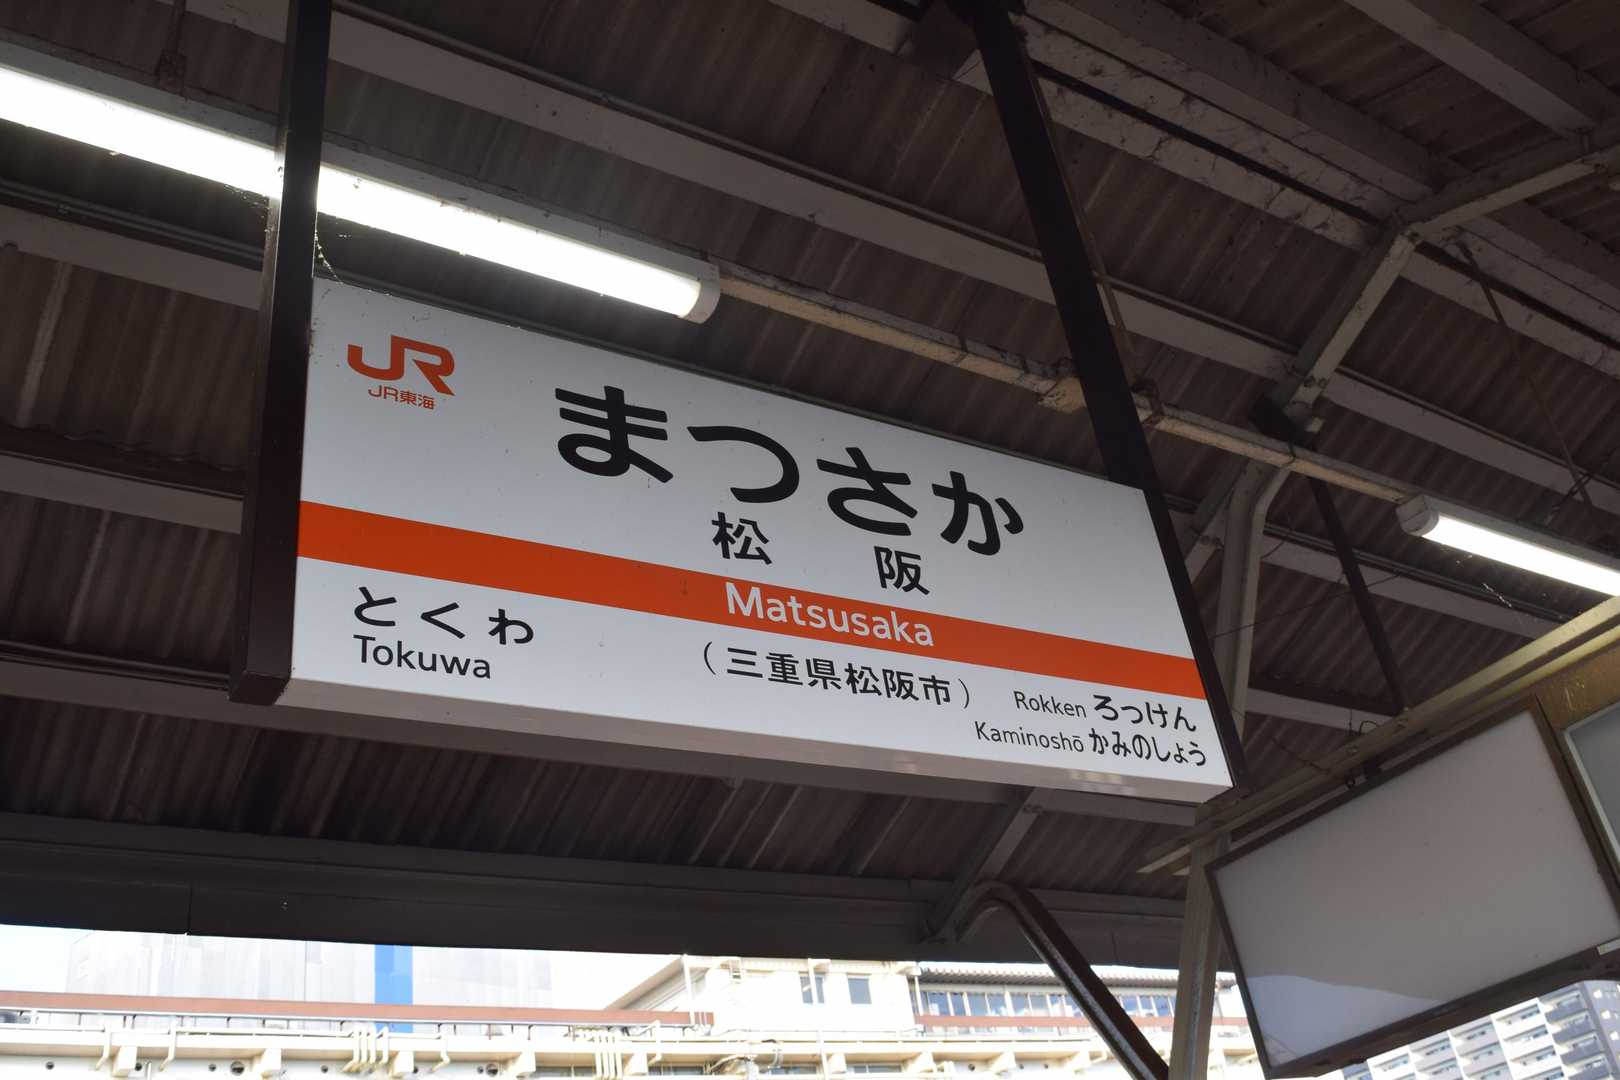 JR
JR東海
まつさか
松阪
Matsusaka
とくわ
Tokuwa
(三重県松阪市)
Rokken ろっけん
Kaminoshō かみのしょう